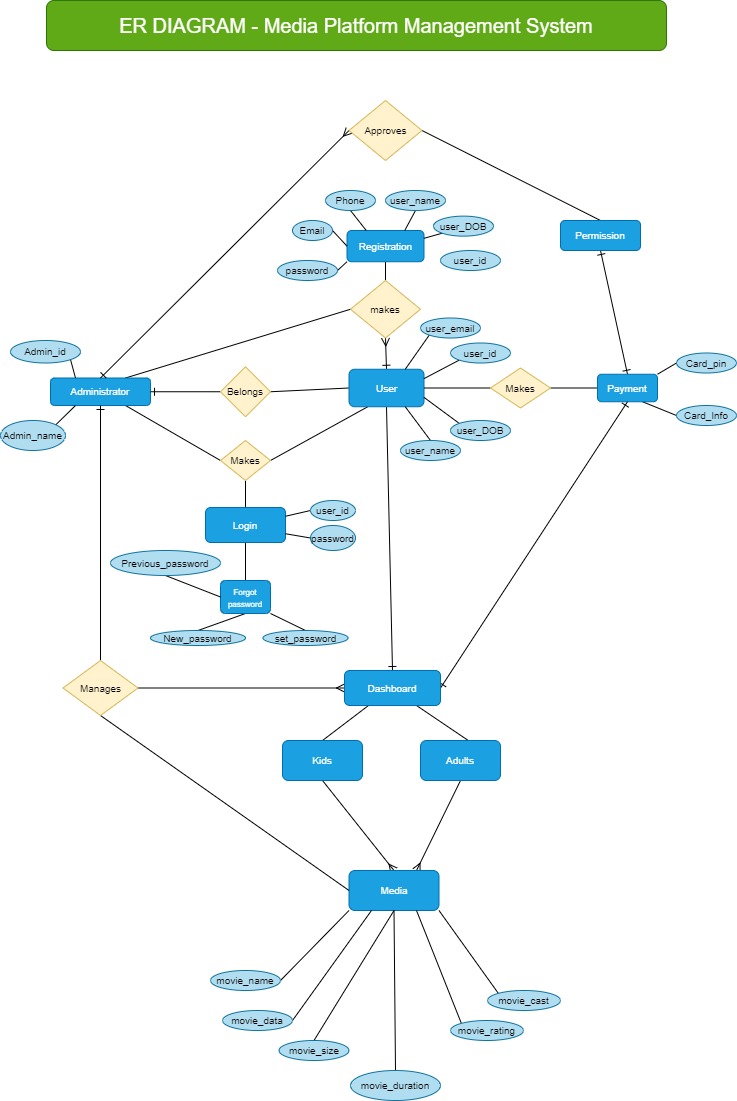 ER DIAGRAM - Media Platform Management System
Approves
Phone
user_name
Email
user_DOB
Registration
Permission
password
user_id
makes
user_email
Admin_id
user_id
Card_pin
Administrator
Belongs
User
Makes
Payment
Card_Info
Admin_name
user_DOB
user_name
Makes
user_id
Login
password
Previous_password
Forgot
password
New_password
set_password
Manages
Dashboard
Kids
Adults
Media
movie_name
movie_cast
movie_data
movie_rating
movie_size
movie_duration